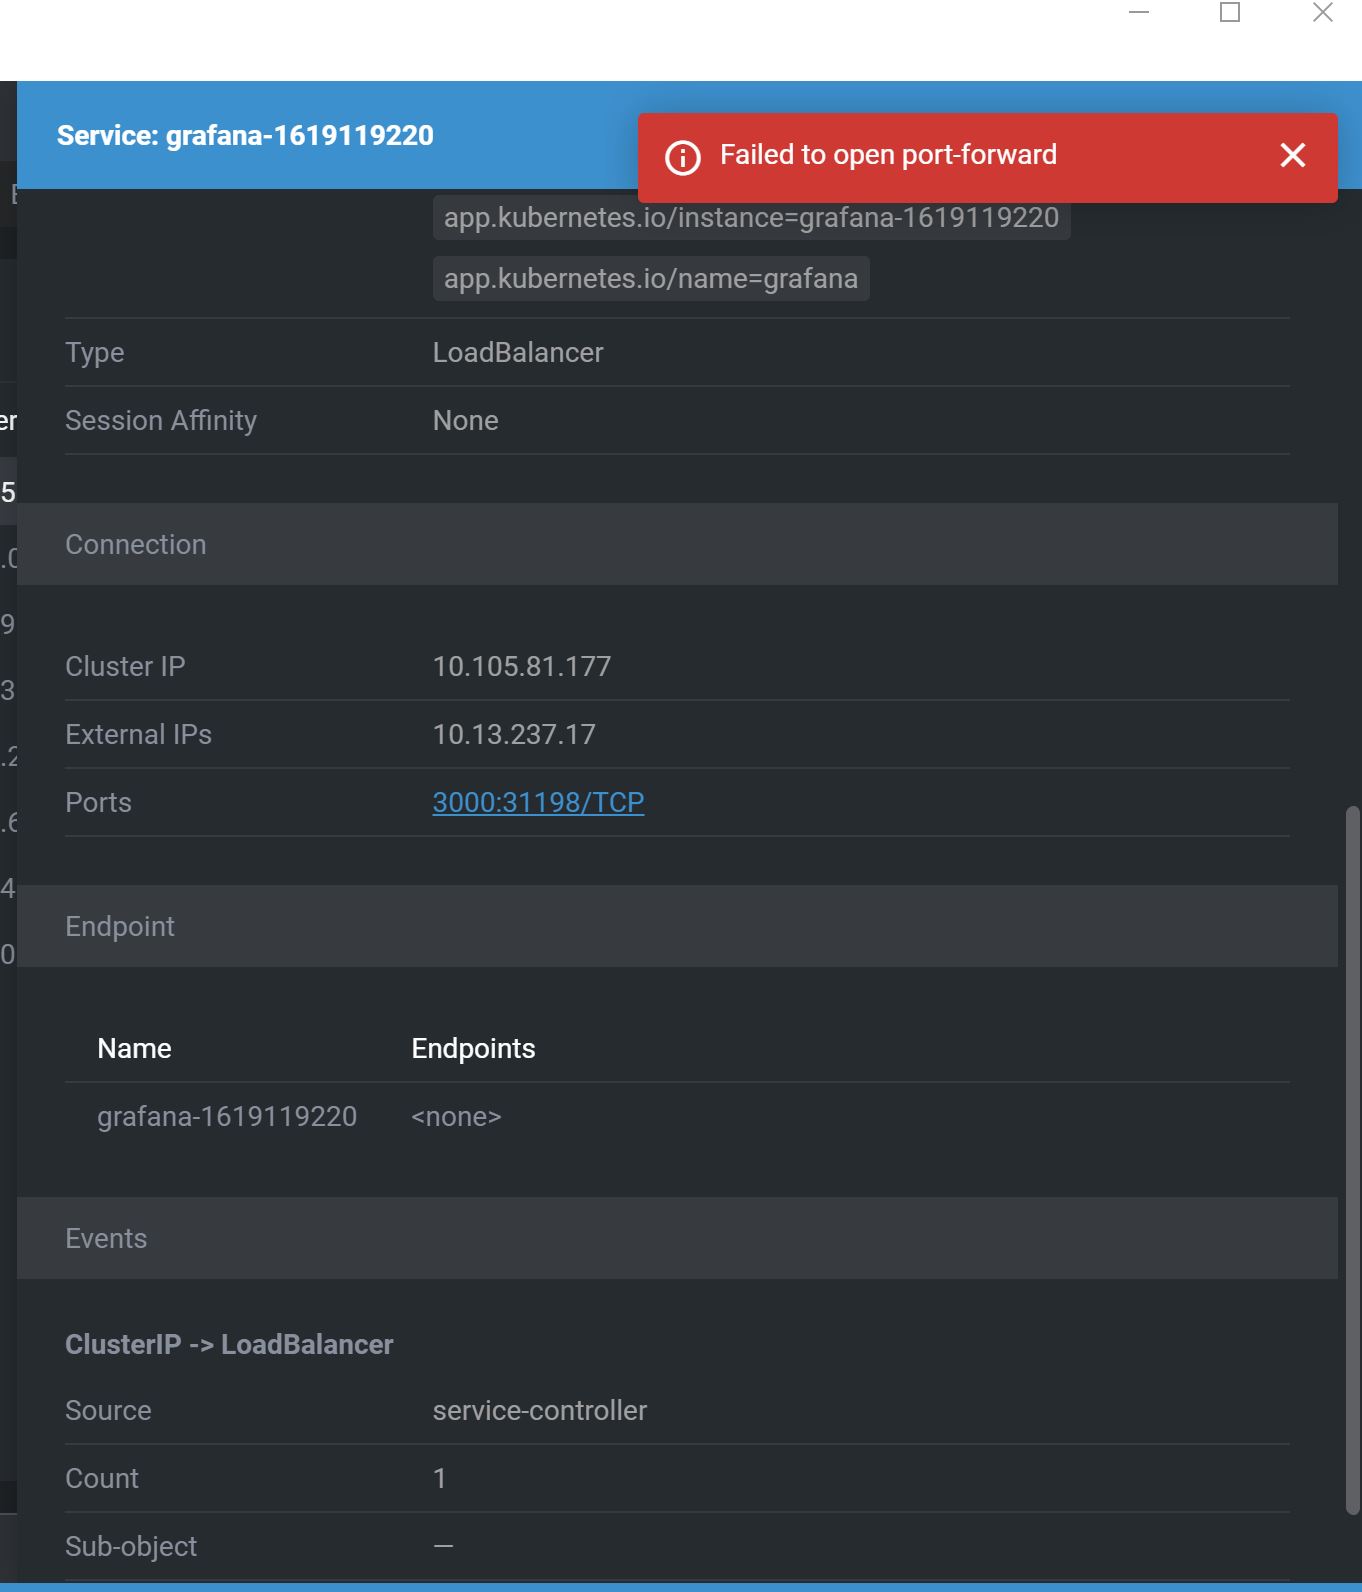 Service: grafana-1619119220
Failed to open port-forward
app.kubernetes.io/instance=grafana-1619119220
app.kubernetes.io/name=grafana
Type LoadBalancer
Session Affinity None
Connection
Cluster IP 10.105.81.177
External IPs 10.13.237.17
Ports 3000:31198/TCP
Endpoint
Name Endpoints
grafana-1619119220 <none>
Events
ClusterIP -> LoadBalancer
Source service-controller
Count 1
Sub-object —